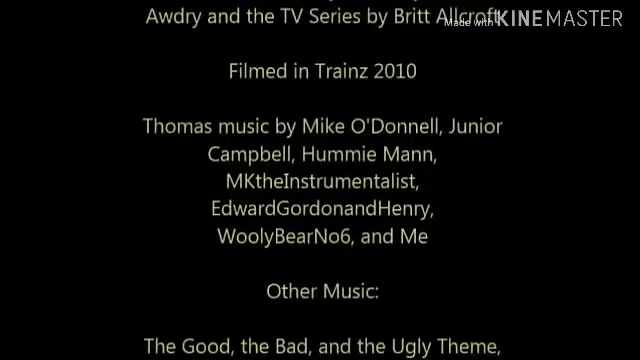 Awdry and the TV Series by Britt Allcroft
Made with KINEMASTER
Filmed in Trainz 2010
Thomas music by Mike O'Donnell, Junior
Campbell, Hummie Mann,
MKtheInstrumentalist,
EdwardGordonandHenry,
WoolyBearNo6, and Me
Other Music:
The Good, the Bad, and the Ugly Theme,